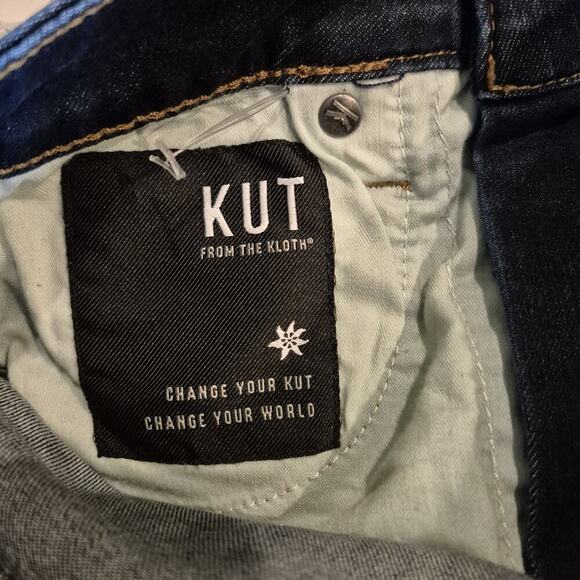 KUT
FROM THE KLOTH®
CHANGE YOUR KUT
CHANGE YOUR WORLD